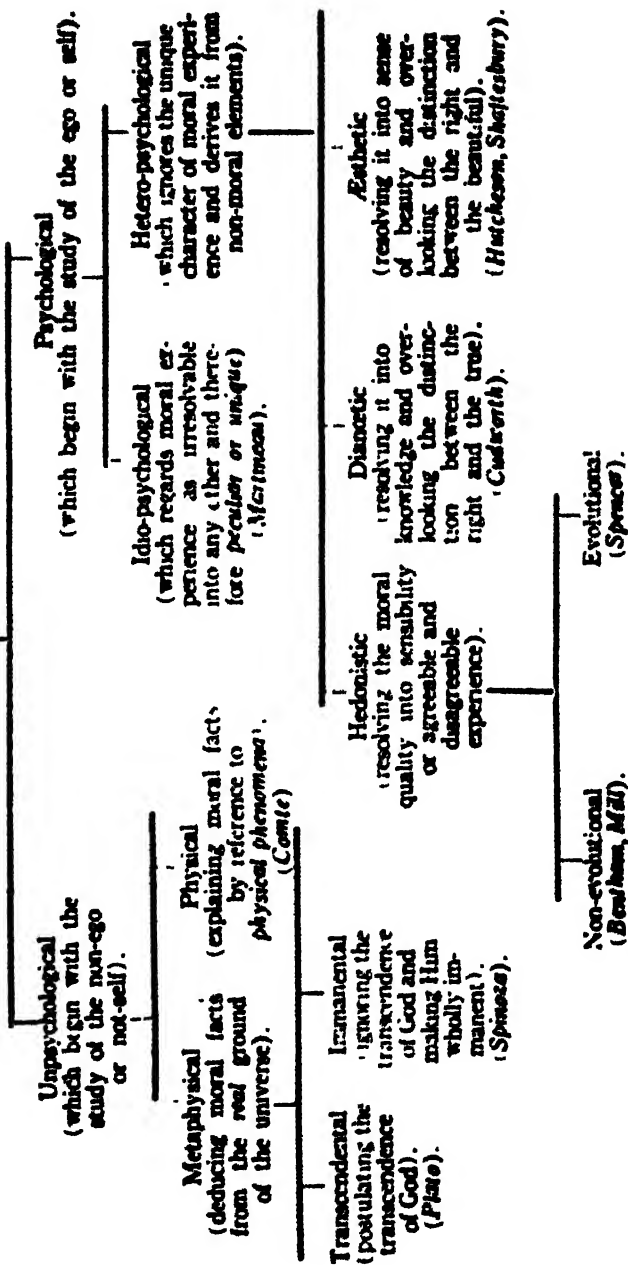 Unpsychological
(which begin with the
study of the non-ego
or not-self).
Psychological
(which begin with the study of the ego or self).
Metaphysical
(deducing moral facts
from the real ground
of the universe).
Physical
(explaining moral facts
by reference to
physical phenomena).
(Comte)
Idio-psychological
(which regards moral ex-
perience as irresolvable
into any other and there-
fore peculiar or unique)
(Martineau).
Hetero-psychological
(which ignores the unique
character of moral experi-
ence and derives it from
non-moral elements).
Transcendental
(postulating the
transcendence
of God).
(Plato)
Immanental
(ignoring the
transcendence
of God and
making Him
wholly im-
manent).
(Spinoza).
Hedonistic
(resolving the moral
quality into sensibility
or agreeable and
disagreeable
experience).
Dianœtic
(resolving it into
knowledge and over-
looking the distinc-
tion between the
right and the true).
(Cudworth).
Æsthetic
(resolving it into sense
of beauty and over-
looking the distinction
between the right and
the beautiful).
(Hutcheson, Shaftesbury).
Non-evolutional
(Bentham, Mill).
Evolutional
(Spencer).